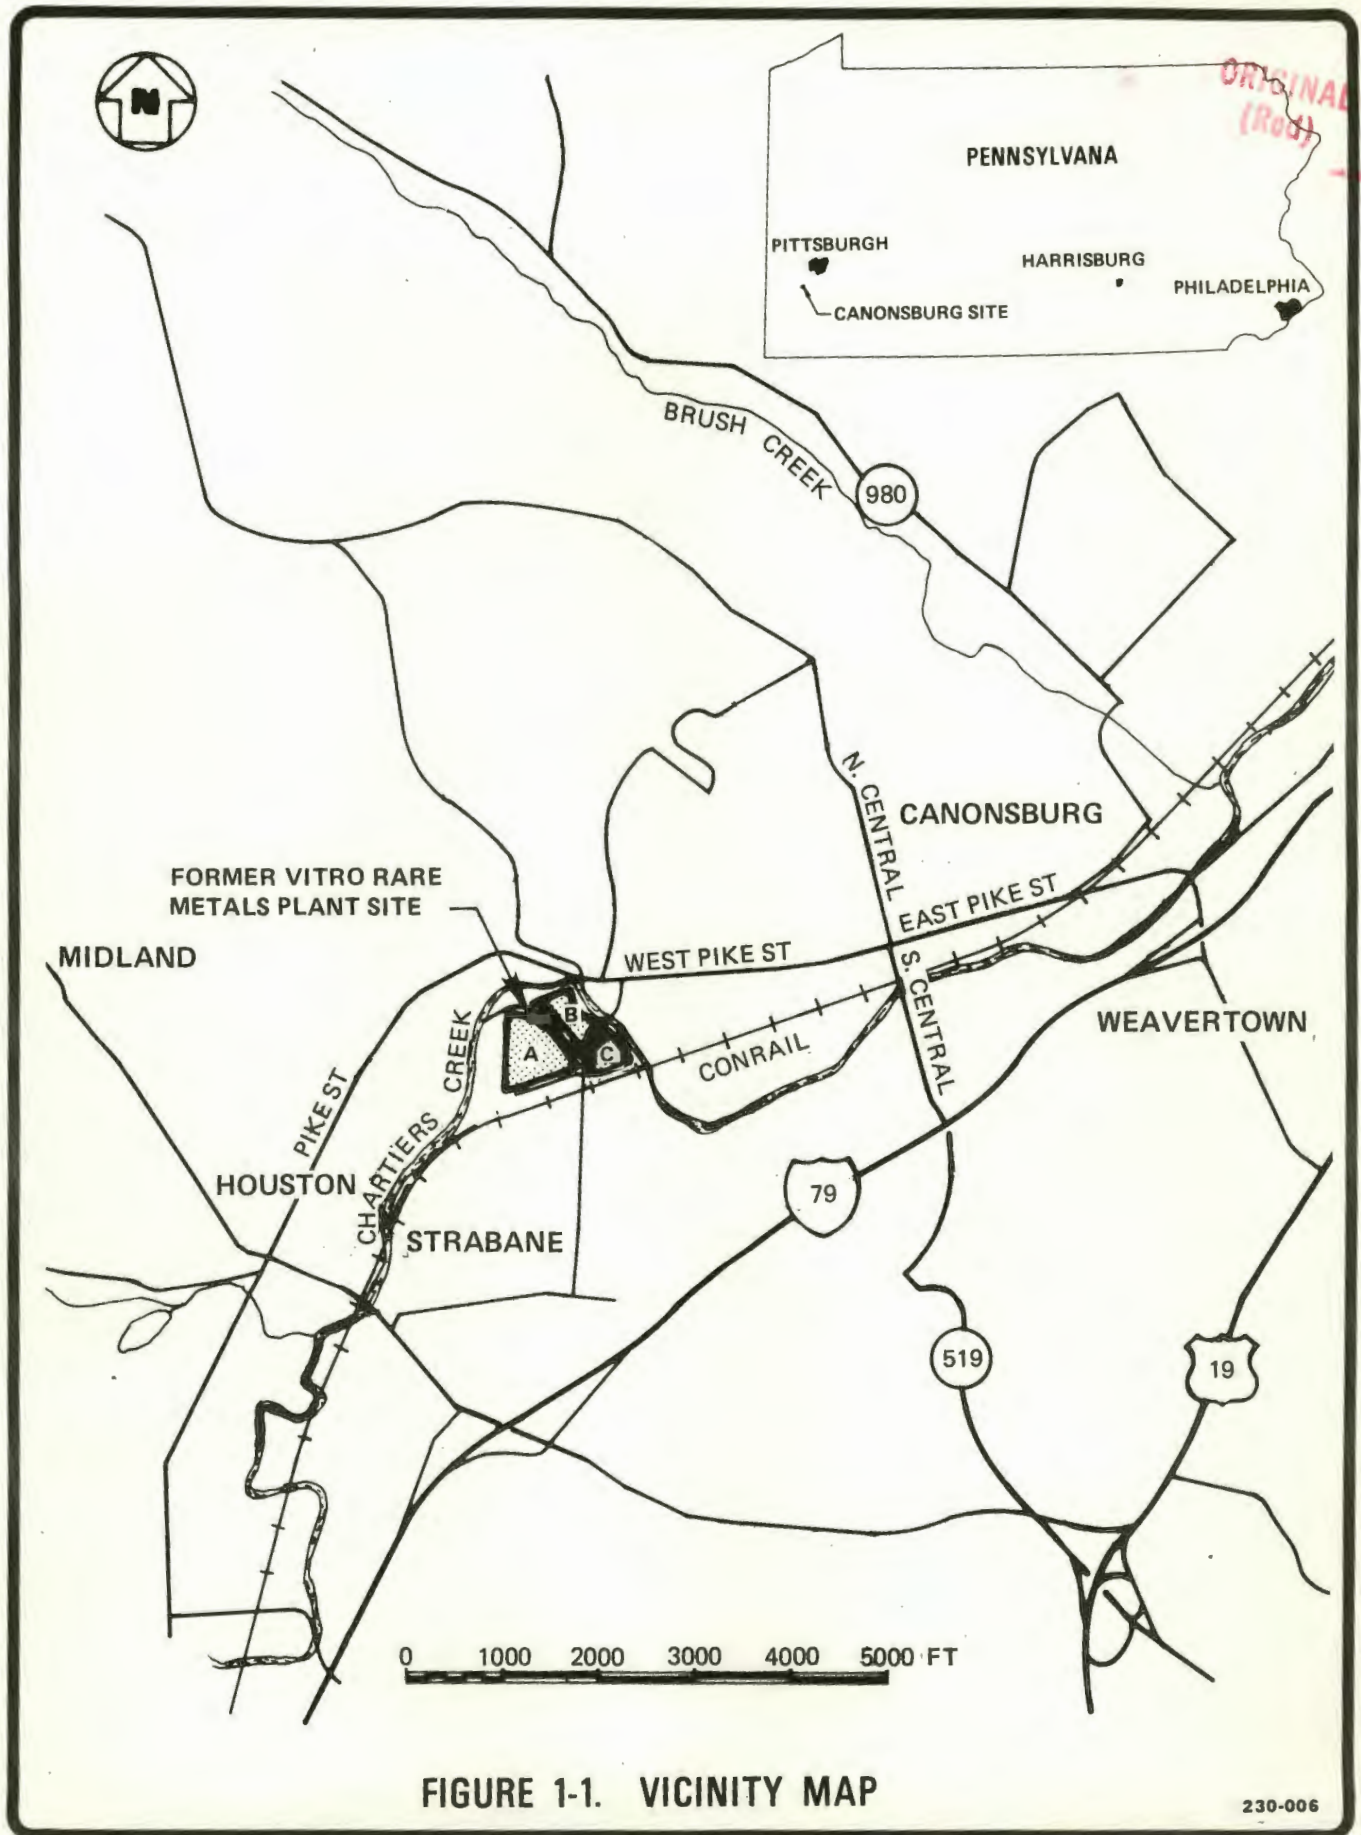 N
ORIGINAL
(Red)
PENNSYLVANA
PITTSBURGH
HARRISBURG
PHILADELPHIA
CANONSBURG SITE
BRUSH CREEK
980
N. CENTRAL
CANONSBURG
FORMER VITRO RARE
METALS PLANT SITE
EAST PIKE ST
MIDLAND
WEST PIKE ST
S. CENTRAL
WEAVERTOWN
B
A
C
CONRAIL
CHARTIERS CREEK
PIKE ST
HOUSTON
79
STRABANE
519
19
0 1000 2000 3000 4000 5000 FT
FIGURE 1-1. VICINITY MAP
230-006